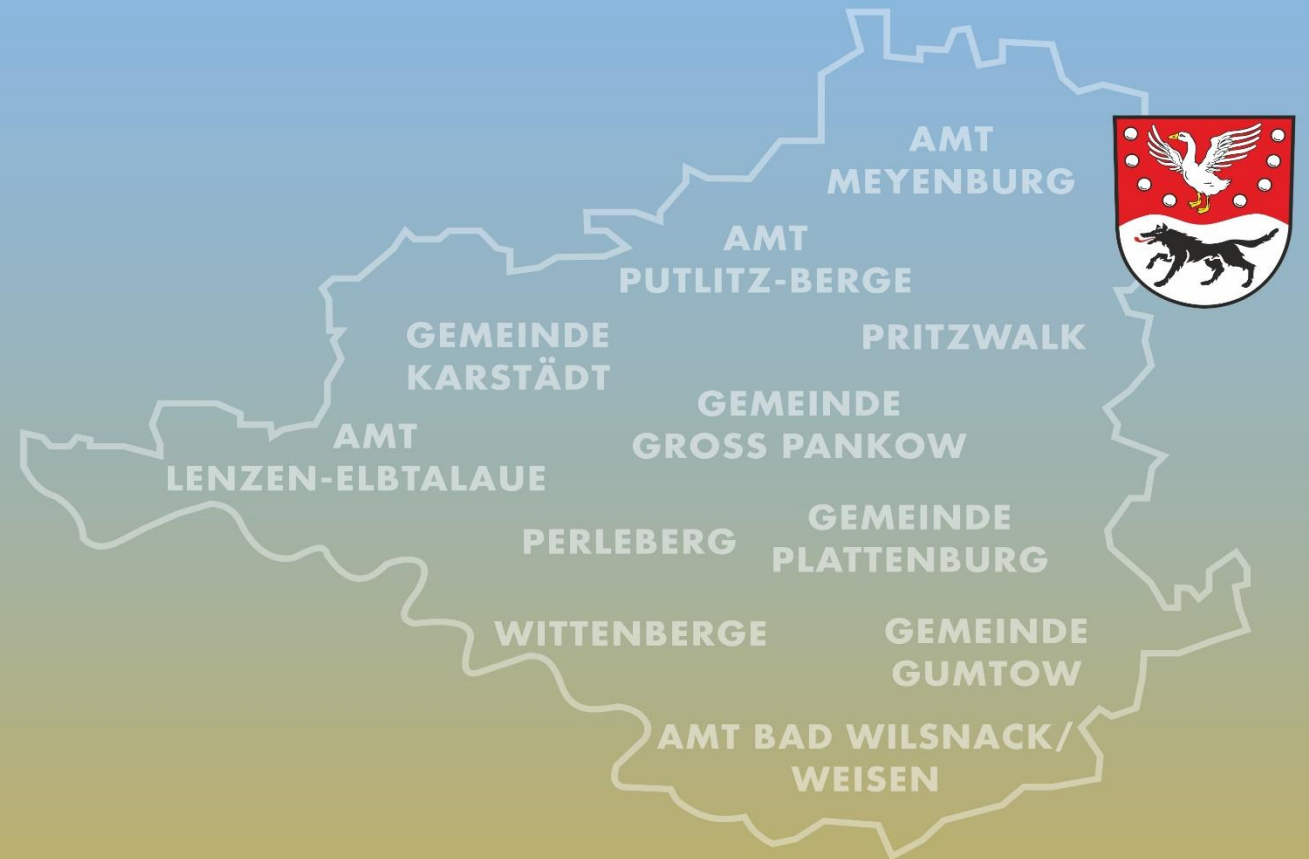 AMT
MEYENBURG
AMT
PUTLITZ-BERGE
GEMEINDE
KARSTÄDT
PRITZWALK
GEMEINDE
GROSS PANKOW
AMT
LENZEN-ELBTALAUE
PERLEBERG
GEMEINDE
PLATTENBURG
WITTENBERGE
GEMEINDE
GUMTOW
AMT BAD WILSNACK/
WEISEN